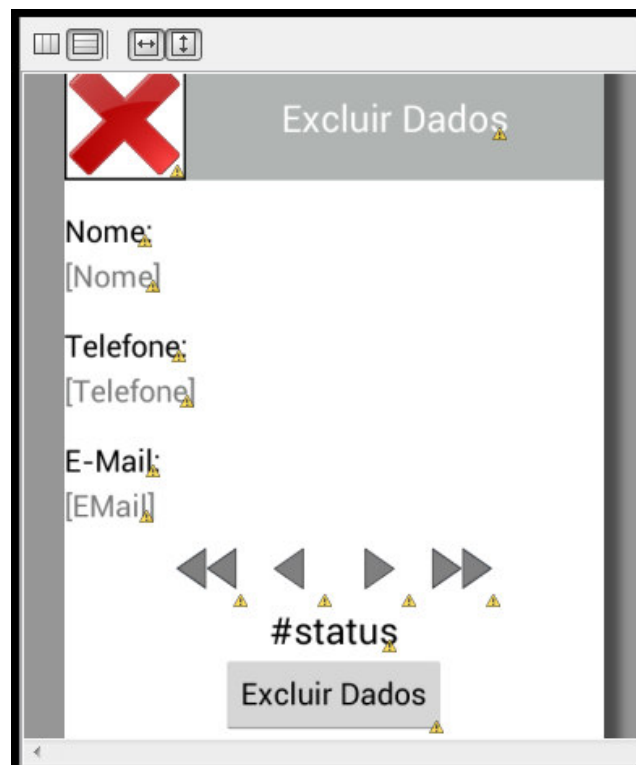 Excluir Dados
Nome:
[Nome]
Telefone:
[Telefone]
E-Mail:
[EMail]
#status
Excluir Dados